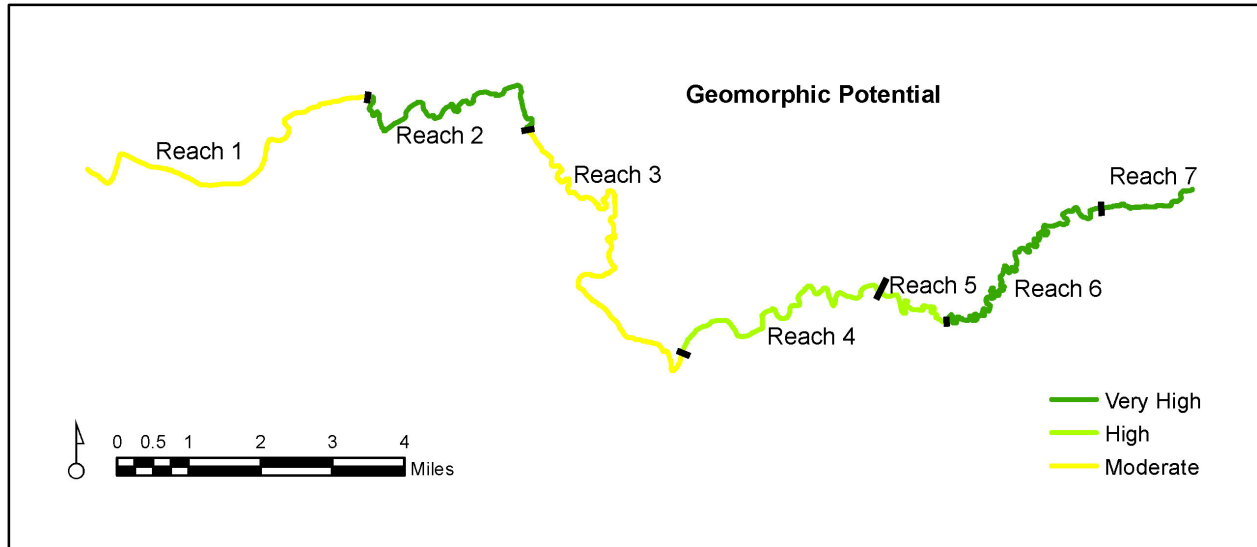 Geomorphic Potential
Reach 1
Reach 2
Reach 3
Reach 7
Reach 5
Reach 6
Reach 4
Very High
High
Moderate
0 0.5 1 2 3 4
Miles